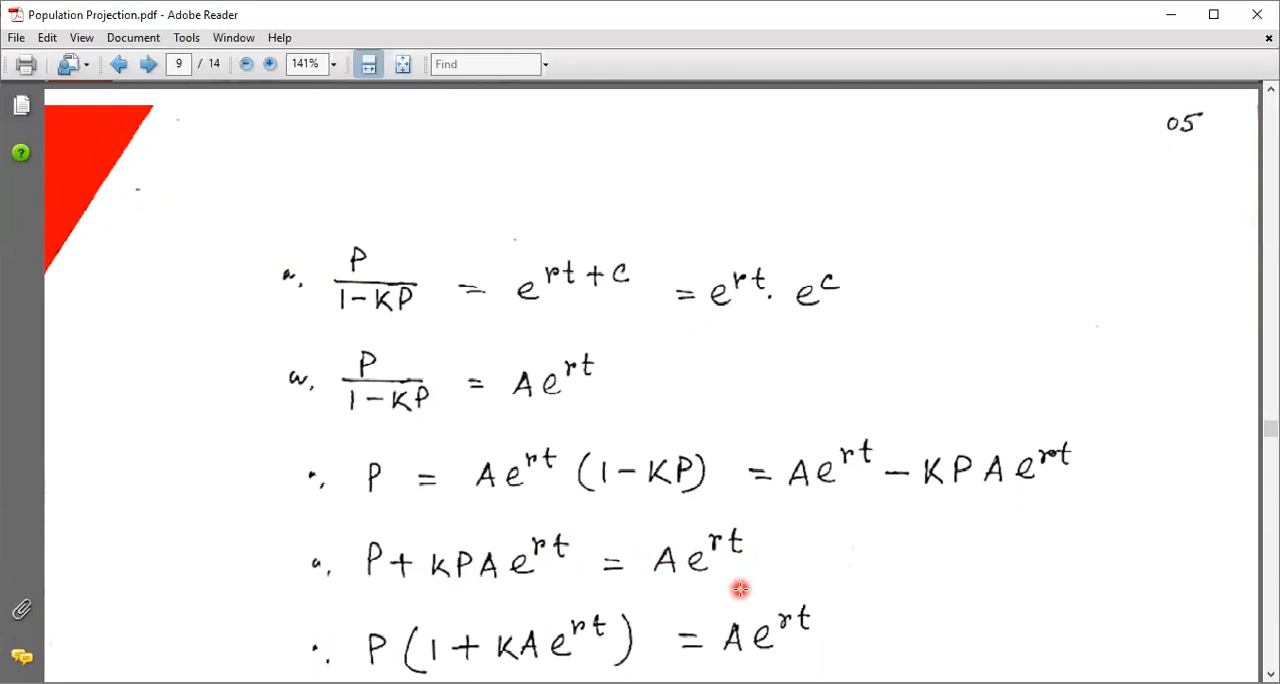 Population Projection.pdf - Adobe Reader
File Edit View Document Tools Window Help
9 / 14 141% Find
05
P/(1-KP) = e^(rt+c) = e^(rt) . e^c
P/(1-KP) = Ae^(rt)
P = Ae^(rt) (1-KP) = Ae^(rt) - KPAe^(rt)
P + KPAe^(rt) = Ae^(rt)
∴ P(1+KAe^(rt)) = Ae^(rt)